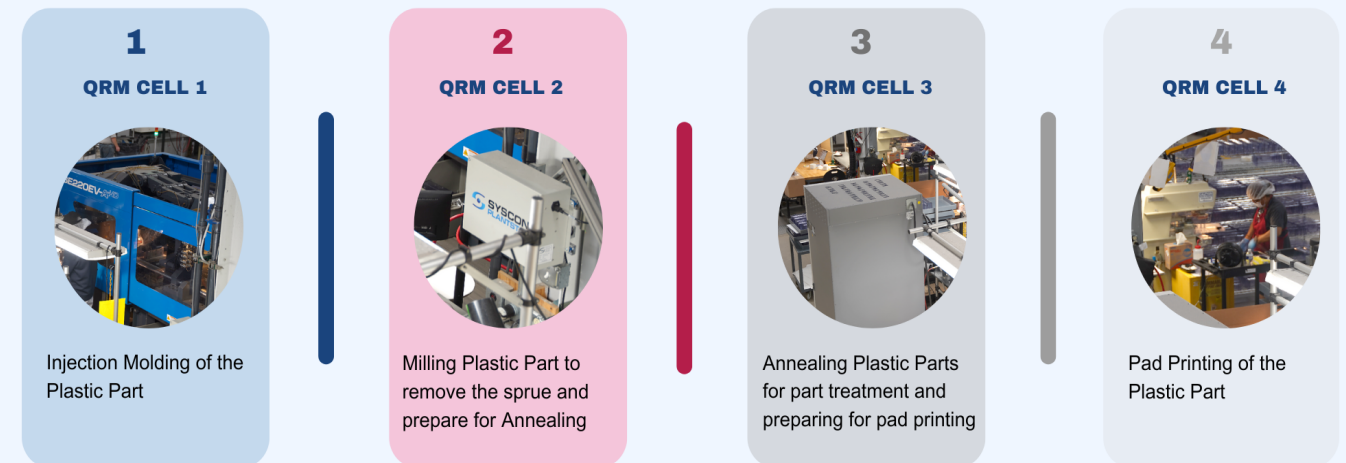 1
QRM CELL 1
SE220EV-
Injection Molding of the
Plastic Part
2
QRM CELL 2
SYSCON
PLANTST
Milling Plastic Part to
remove the sprue and
prepare for Annealing
3
QRM CELL 3
Annealing Plastic Parts
for part treatment and
preparing for pad printing
4
QRM CELL 4
Pad Printing of the
Plastic Part